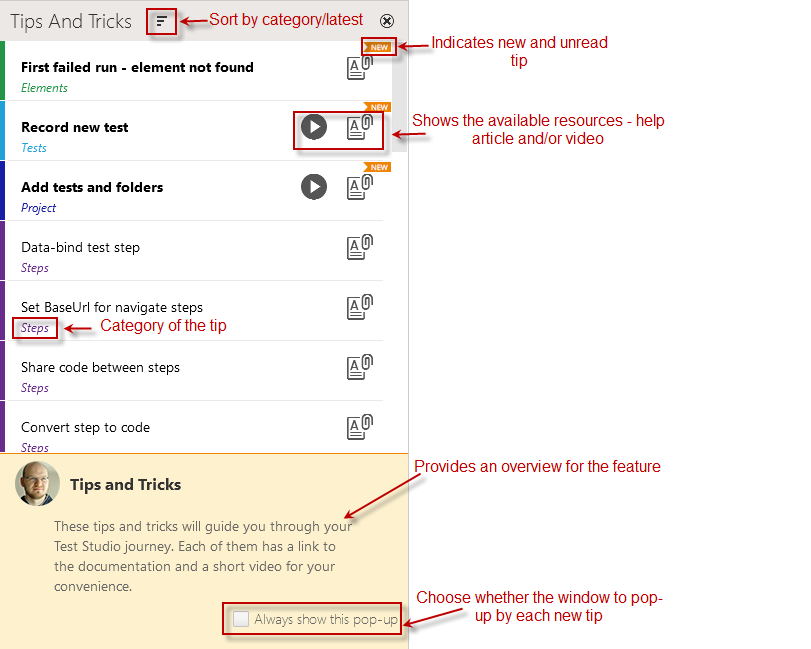 Tips And Tricks
Sort by category/latest
NEW
Indicates new and unread
tip
First failed run - element not found
Elements
NEW
Record new test
Tests
Shows the available resources - help
article and/or video
NEW
Add tests and folders
Project
Data-bind test step
Steps
Set BaseUrl for navigate steps
Steps
Category of the tip
Share code between steps
Steps
Convert step to code
Steps
Provides an overview for the feature
Tips and Tricks
These tips and tricks will guide you through your
Test Studio journey. Each of them has a link to
the documentation and a short video for your
convenience.
Choose whether the window to pop-
up by each new tip
Always show this pop-up